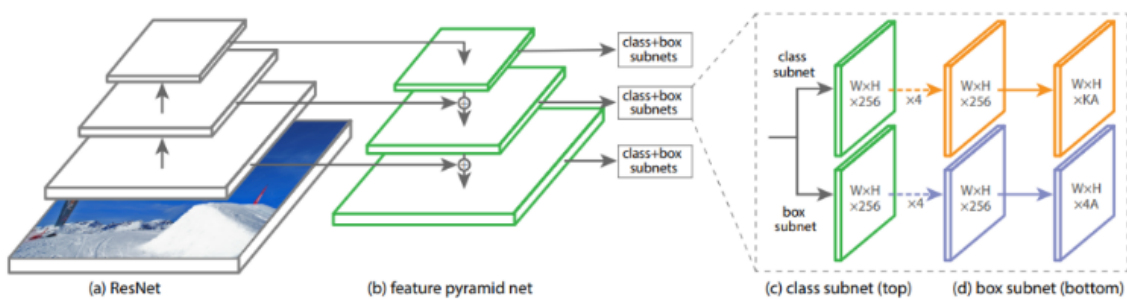 class+box
subnets
class+box
subnets
class+box
subnets
class
subnet
W×H
×256
×4
W×H
×256
W×H
×KA
W×H
×256
×4
W×H
×256
W×H
×4A
box
subnet
(a) ResNet
(b) feature pyramid net
(c) class subnet (top)
(d) box subnet (bottom)